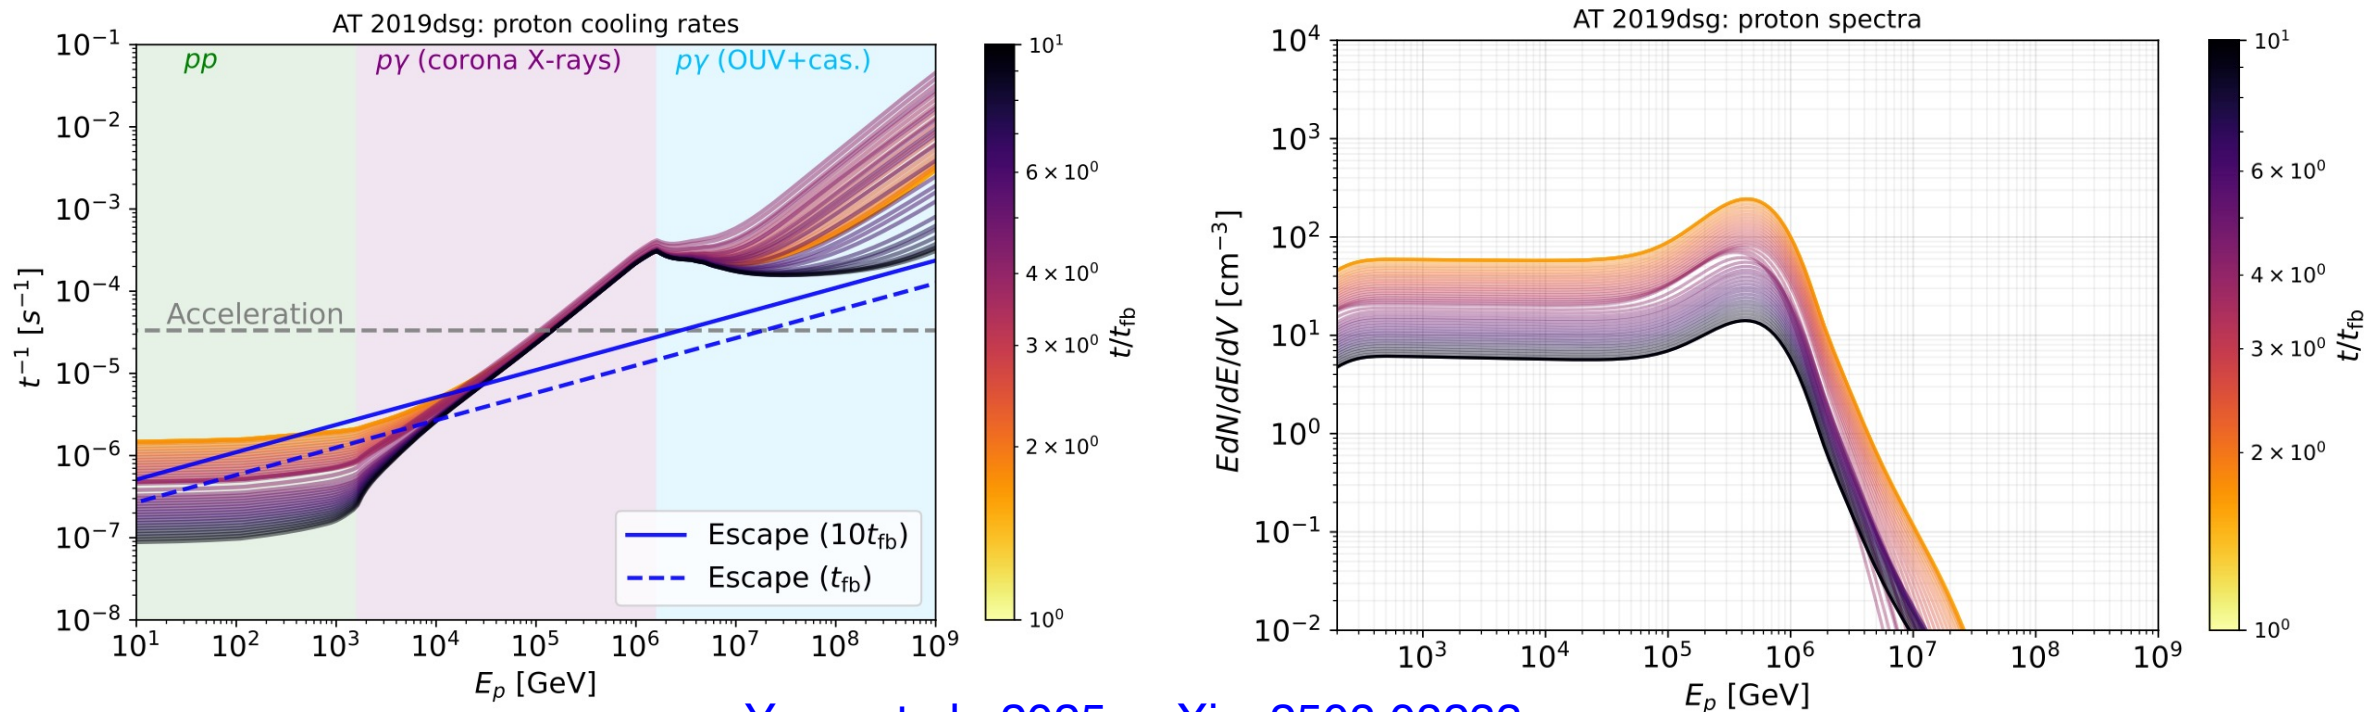 AT 2019dsg: proton cooling rates
pp
pγ (corona X-rays)
pγ (OUV+cas.)
Acceleration
Escape (10t_fb)
Escape (t_fb)
10^-1
10^-2
10^-3
10^-4
10^-5
10^-6
10^-7
10^-8
t^-1 [s^-1]
10^1 10^2 10^3 10^4 10^5 10^6 10^7 10^8 10^9
E_p [GeV]
10^1
6 × 10^0
4 × 10^0
3 × 10^0
2 × 10^0
10^0
t/t_fb
AT 2019dsg: proton spectra
10^4
10^3
10^2
10^1
10^0
10^-1
10^-2
EdN/dE/dV [cm^-3]
10^3 10^4 10^5 10^6 10^7 10^8 10^9
E_p [GeV]
10^1
6 × 10^0
4 × 10^0
3 × 10^0
2 × 10^0
10^0
t/t_fb